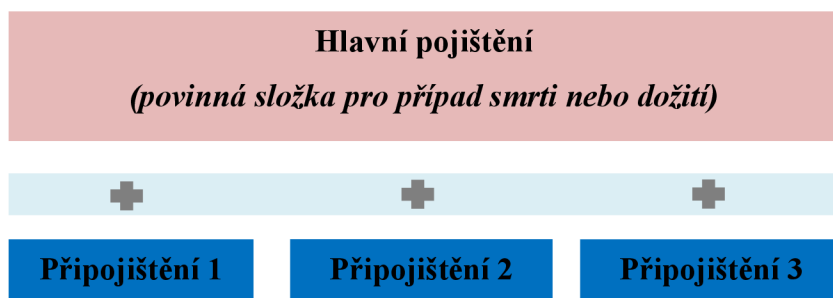 Hlavní pojištění
(povinná složka pro případ smrti nebo dožití)
Připojištění 1
Připojištění 2
Připojištění 3